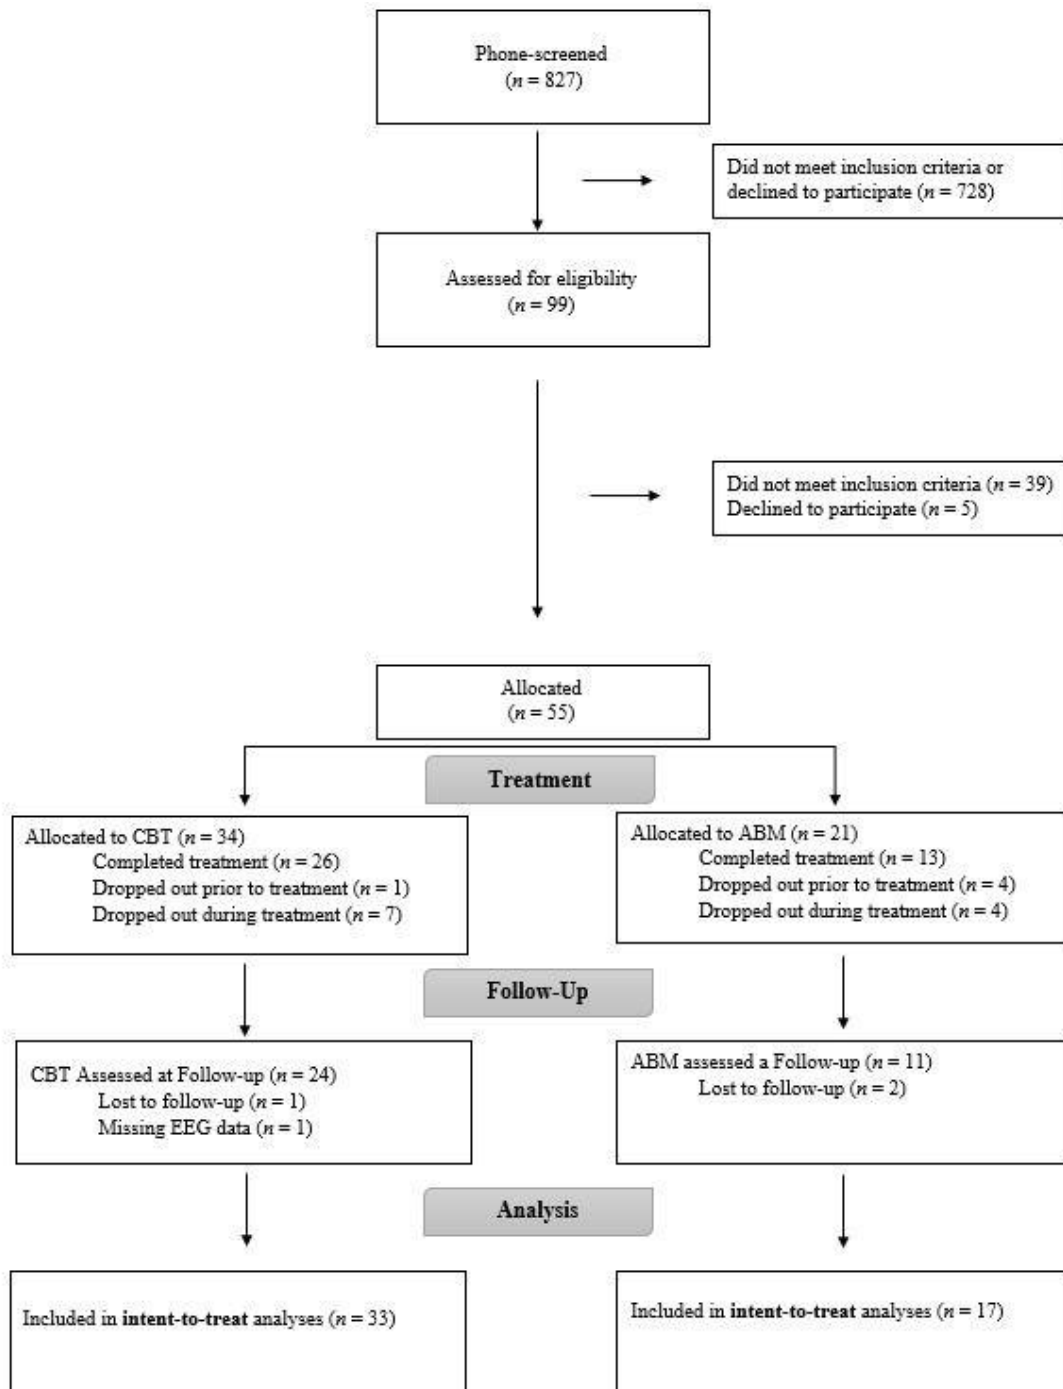 Phone-screened
(n = 827)
Did not meet inclusion criteria or
declined to participate (n = 728)
Assessed for eligibility
(n = 99)
Did not meet inclusion criteria (n = 39)
Declined to participate (n = 5)
Allocated
(n = 55)
Treatment
Allocated to CBT (n = 34)
Completed treatment (n = 26)
Dropped out prior to treatment (n = 1)
Dropped out during treatment (n = 7)
Allocated to ABM (n = 21)
Completed treatment (n = 13)
Dropped out prior to treatment (n = 4)
Dropped out during treatment (n = 4)
Follow-Up
CBT Assessed at Follow-up (n = 24)
Lost to follow-up (n = 1)
Missing EEG data (n = 1)
ABM assessed a Follow-up (n = 11)
Lost to follow-up (n = 2)
Analysis
Included in intent-to-treat analyses (n = 33)
Included in intent-to-treat analyses (n = 17)